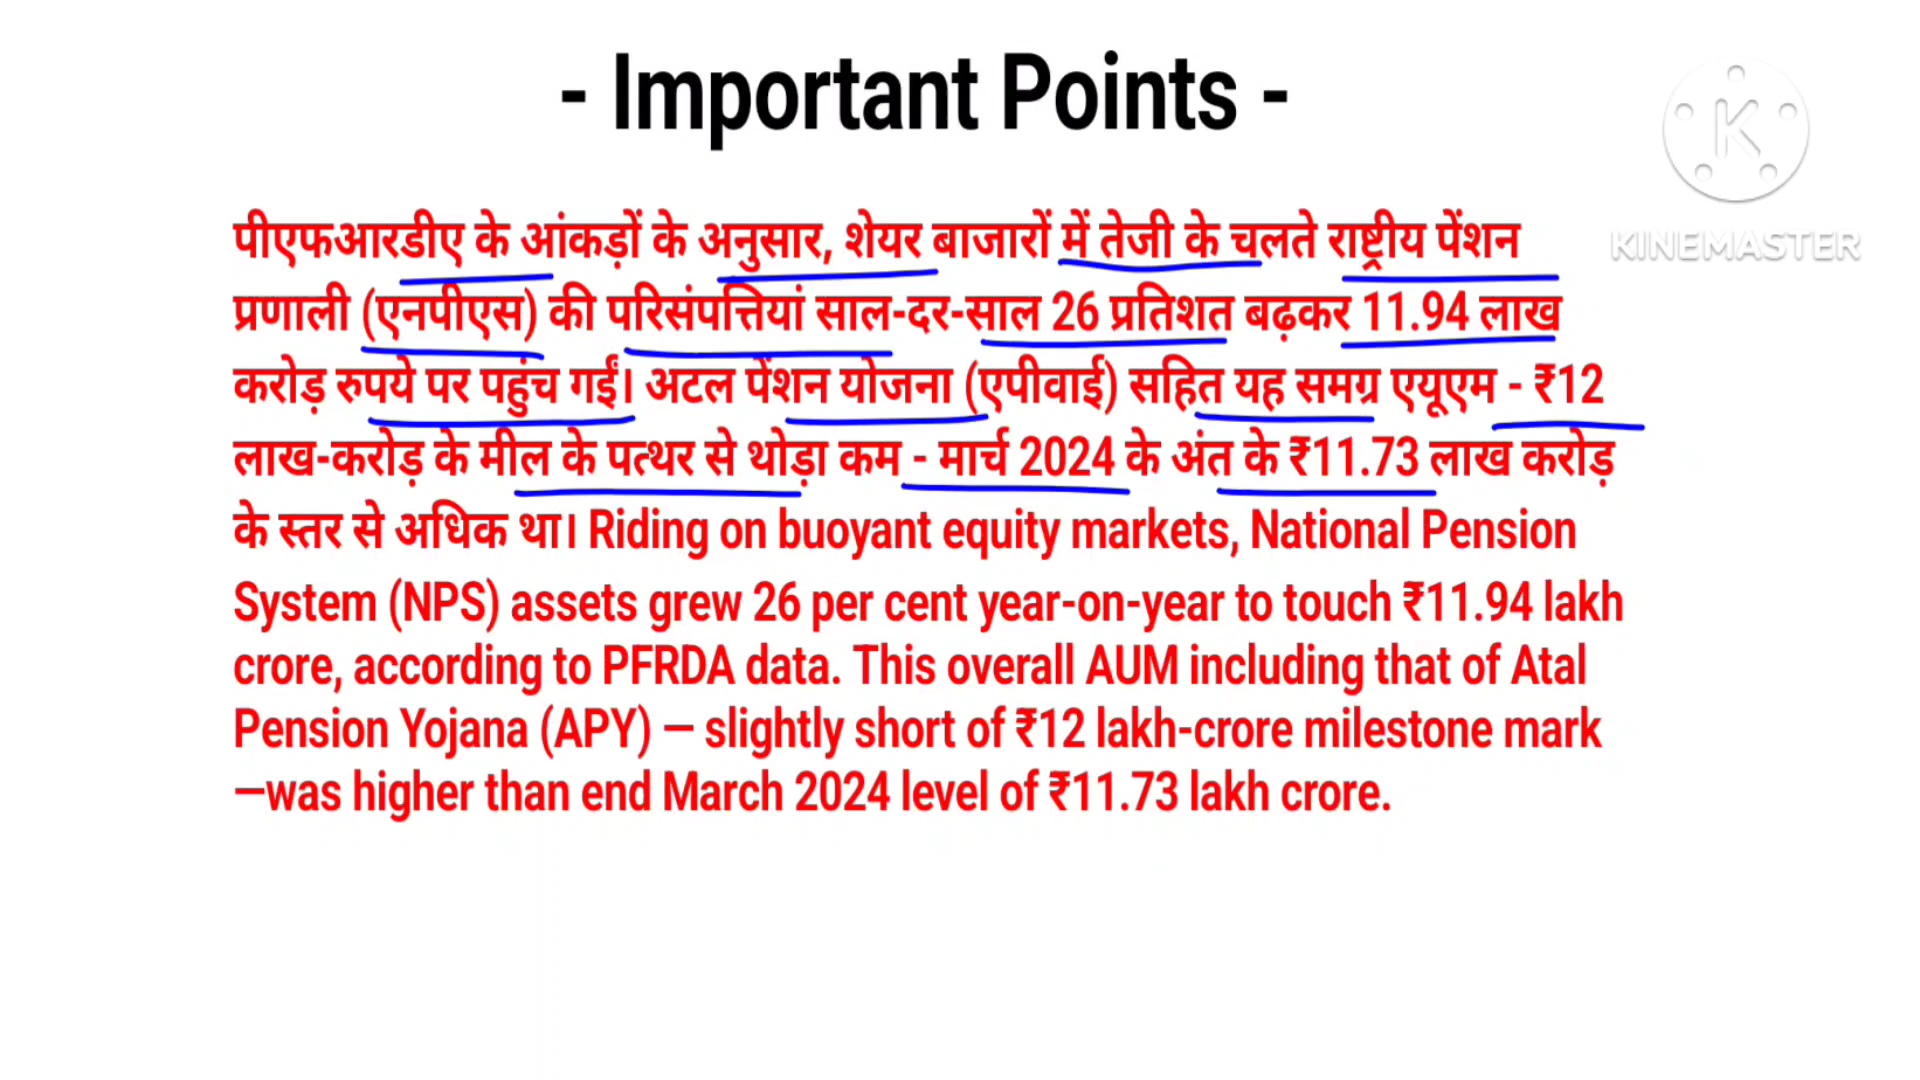 - Important Points -
K
KINEMASTER
पीएफआरडीए के आंकड़ों के अनुसार, शेयर बाजारों में तेजी के चलते राष्ट्रीय पेंशन
प्रणाली (एनपीएस) की परिसंपत्तियां साल-दर-साल 26 प्रतिशत बढ़कर 11.94 लाख
करोड़ रुपये पर पहुंच गईं। अटल पेंशन योजना (एपीवाई) सहित यह समग्र एयूएम - ₹12
लाख-करोड़ के मील के पत्थर से थोड़ा कम - मार्च 2024 के अंत के ₹11.73 लाख करोड़
के स्तर से अधिक था। Riding on buoyant equity markets, National Pension
System (NPS) assets grew 26 per cent year-on-year to touch ₹11.94 lakh
crore, according to PFRDA data. This overall AUM including that of Atal
Pension Yojana (APY) — slightly short of ₹12 lakh-crore milestone mark
—was higher than end March 2024 level of ₹11.73 lakh crore.